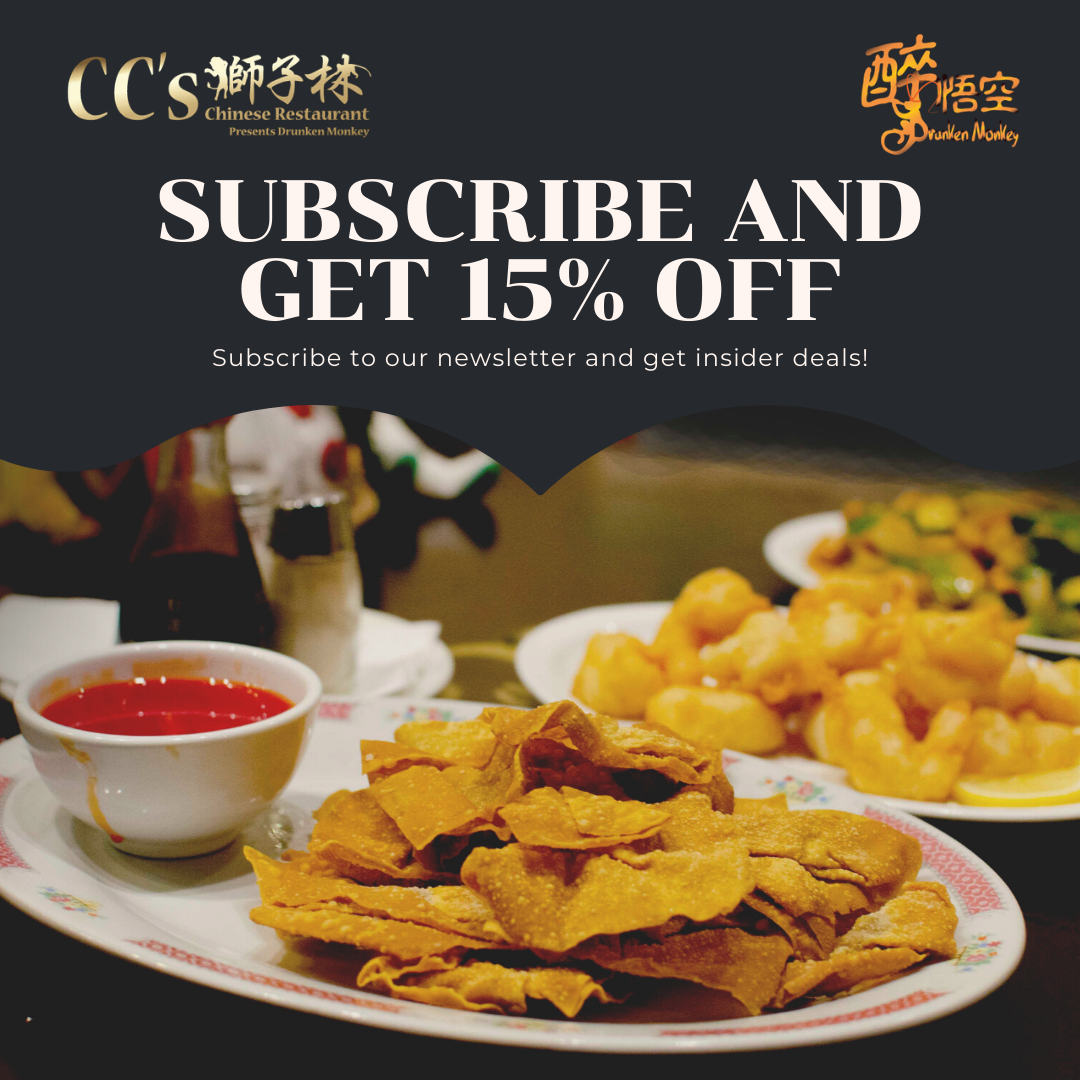 CC's 獅子林
Chinese Restaurant
Presents Drunken Monkey
醉悟空
Drunken Monkey
SUBSCRIBE AND
GET 15% OFF
Subscribe to our newsletter and get insider deals!